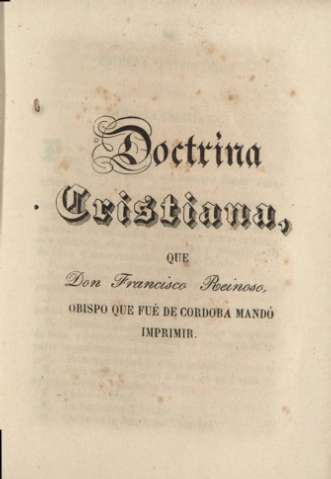 Doctrina
Cristiana,
QUE
Don Francisco Reinoso,
OBISPO QUE FUÉ DE CORDOBA MANDÓ
IMPRIMIR.